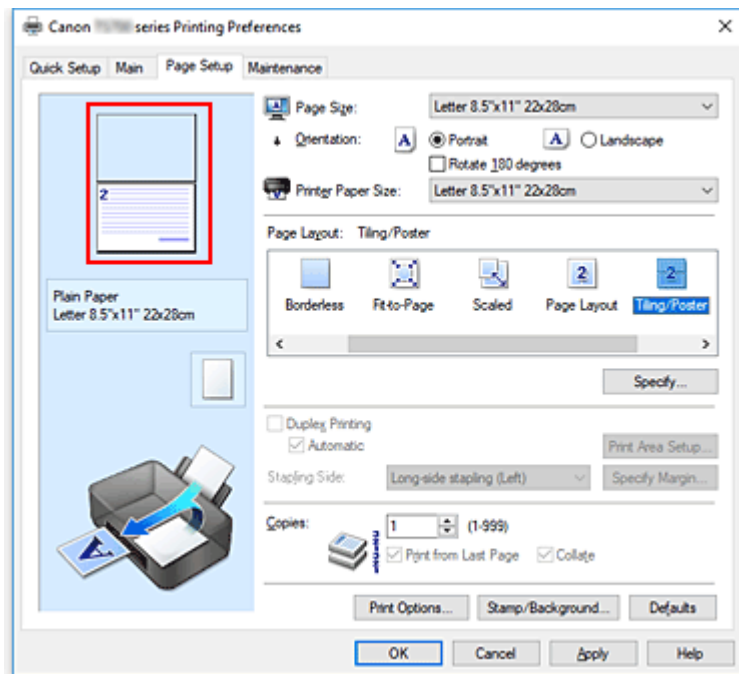 Canon series Printing Preferences
Quick Setup Main Page Setup Maintenance
2
Plain Paper
Letter 8.5"x11" 22x28cm
A
Page Size: Letter 8.5"x11" 22x28cm
Orientation: A Portrait A Landscape
Rotate 180 degrees
Printer Paper Size: Letter 8.5"x11" 22x28cm
Page Layout: Tiling/Poster
2 2
Borderless Fit-to-Page Scaled Page Layout Tiling/Poster
Specify...
Duplex Printing
Automatic Print Area Setup...
Stapling Side: Long-side stapling (Left) Specify Margin...
Copies: 1 (1-999)
Print from Last Page Collate
Print Options... Stamp/Background... Defaults
OK Cancel Apply Help